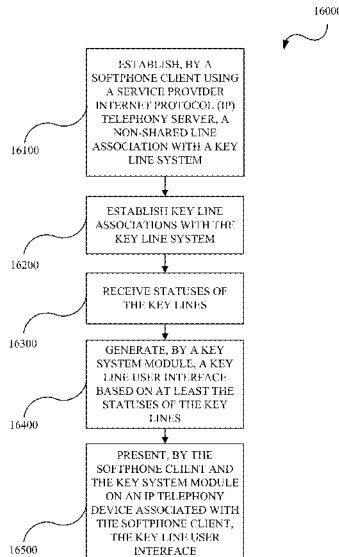 16000
ESTABLISH, BY A
SOFTPHONE CLIENT USING
A SERVICE PROVIDER
INTERNET PROTOCOL (IP)
TELEPHONY SERVER, A
NON-SHARED LINE
ASSOCIATION WITH A KEY
LINE SYSTEM
16100
ESTABLISH KEY LINE
ASSOCIATIONS WITH THE
KEY LINE SYSTEM
16200
RECEIVE STATUSES OF
THE KEY LINES
16300
GENERATE, BY A KEY
SYSTEM MODULE, A KEY
LINE USER INTERFACE
BASED ON AT LEAST THE
STATUSES OF THE KEY
LINES
16400
PRESENT, BY THE
SOFTPHONE CLIENT AND
THE KEY SYSTEM MODULE
ON AN IP TELEPHONY
DEVICE ASSOCIATED WITH
THE SOFTPHONE CLIENT,
THE KEY LINE USER
INTERFACE
16500